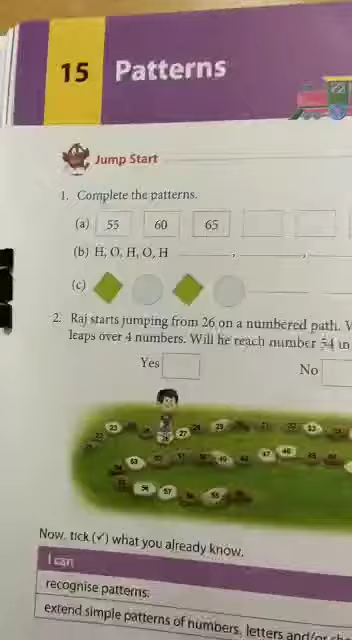 15 Patterns
Jump Start
1. Complete the patterns.
(a) 55 60 65
(b) H, O, H, O, H , ,
(c)
2. Raj starts jumping from 26 on a numbered path.
leaps over 4 numbers. Will he reach number 54 in
Yes
No
Now, tick (✓) what you already know.
I can
recognise patterns.
extend simple patterns of numbers, letters and/or